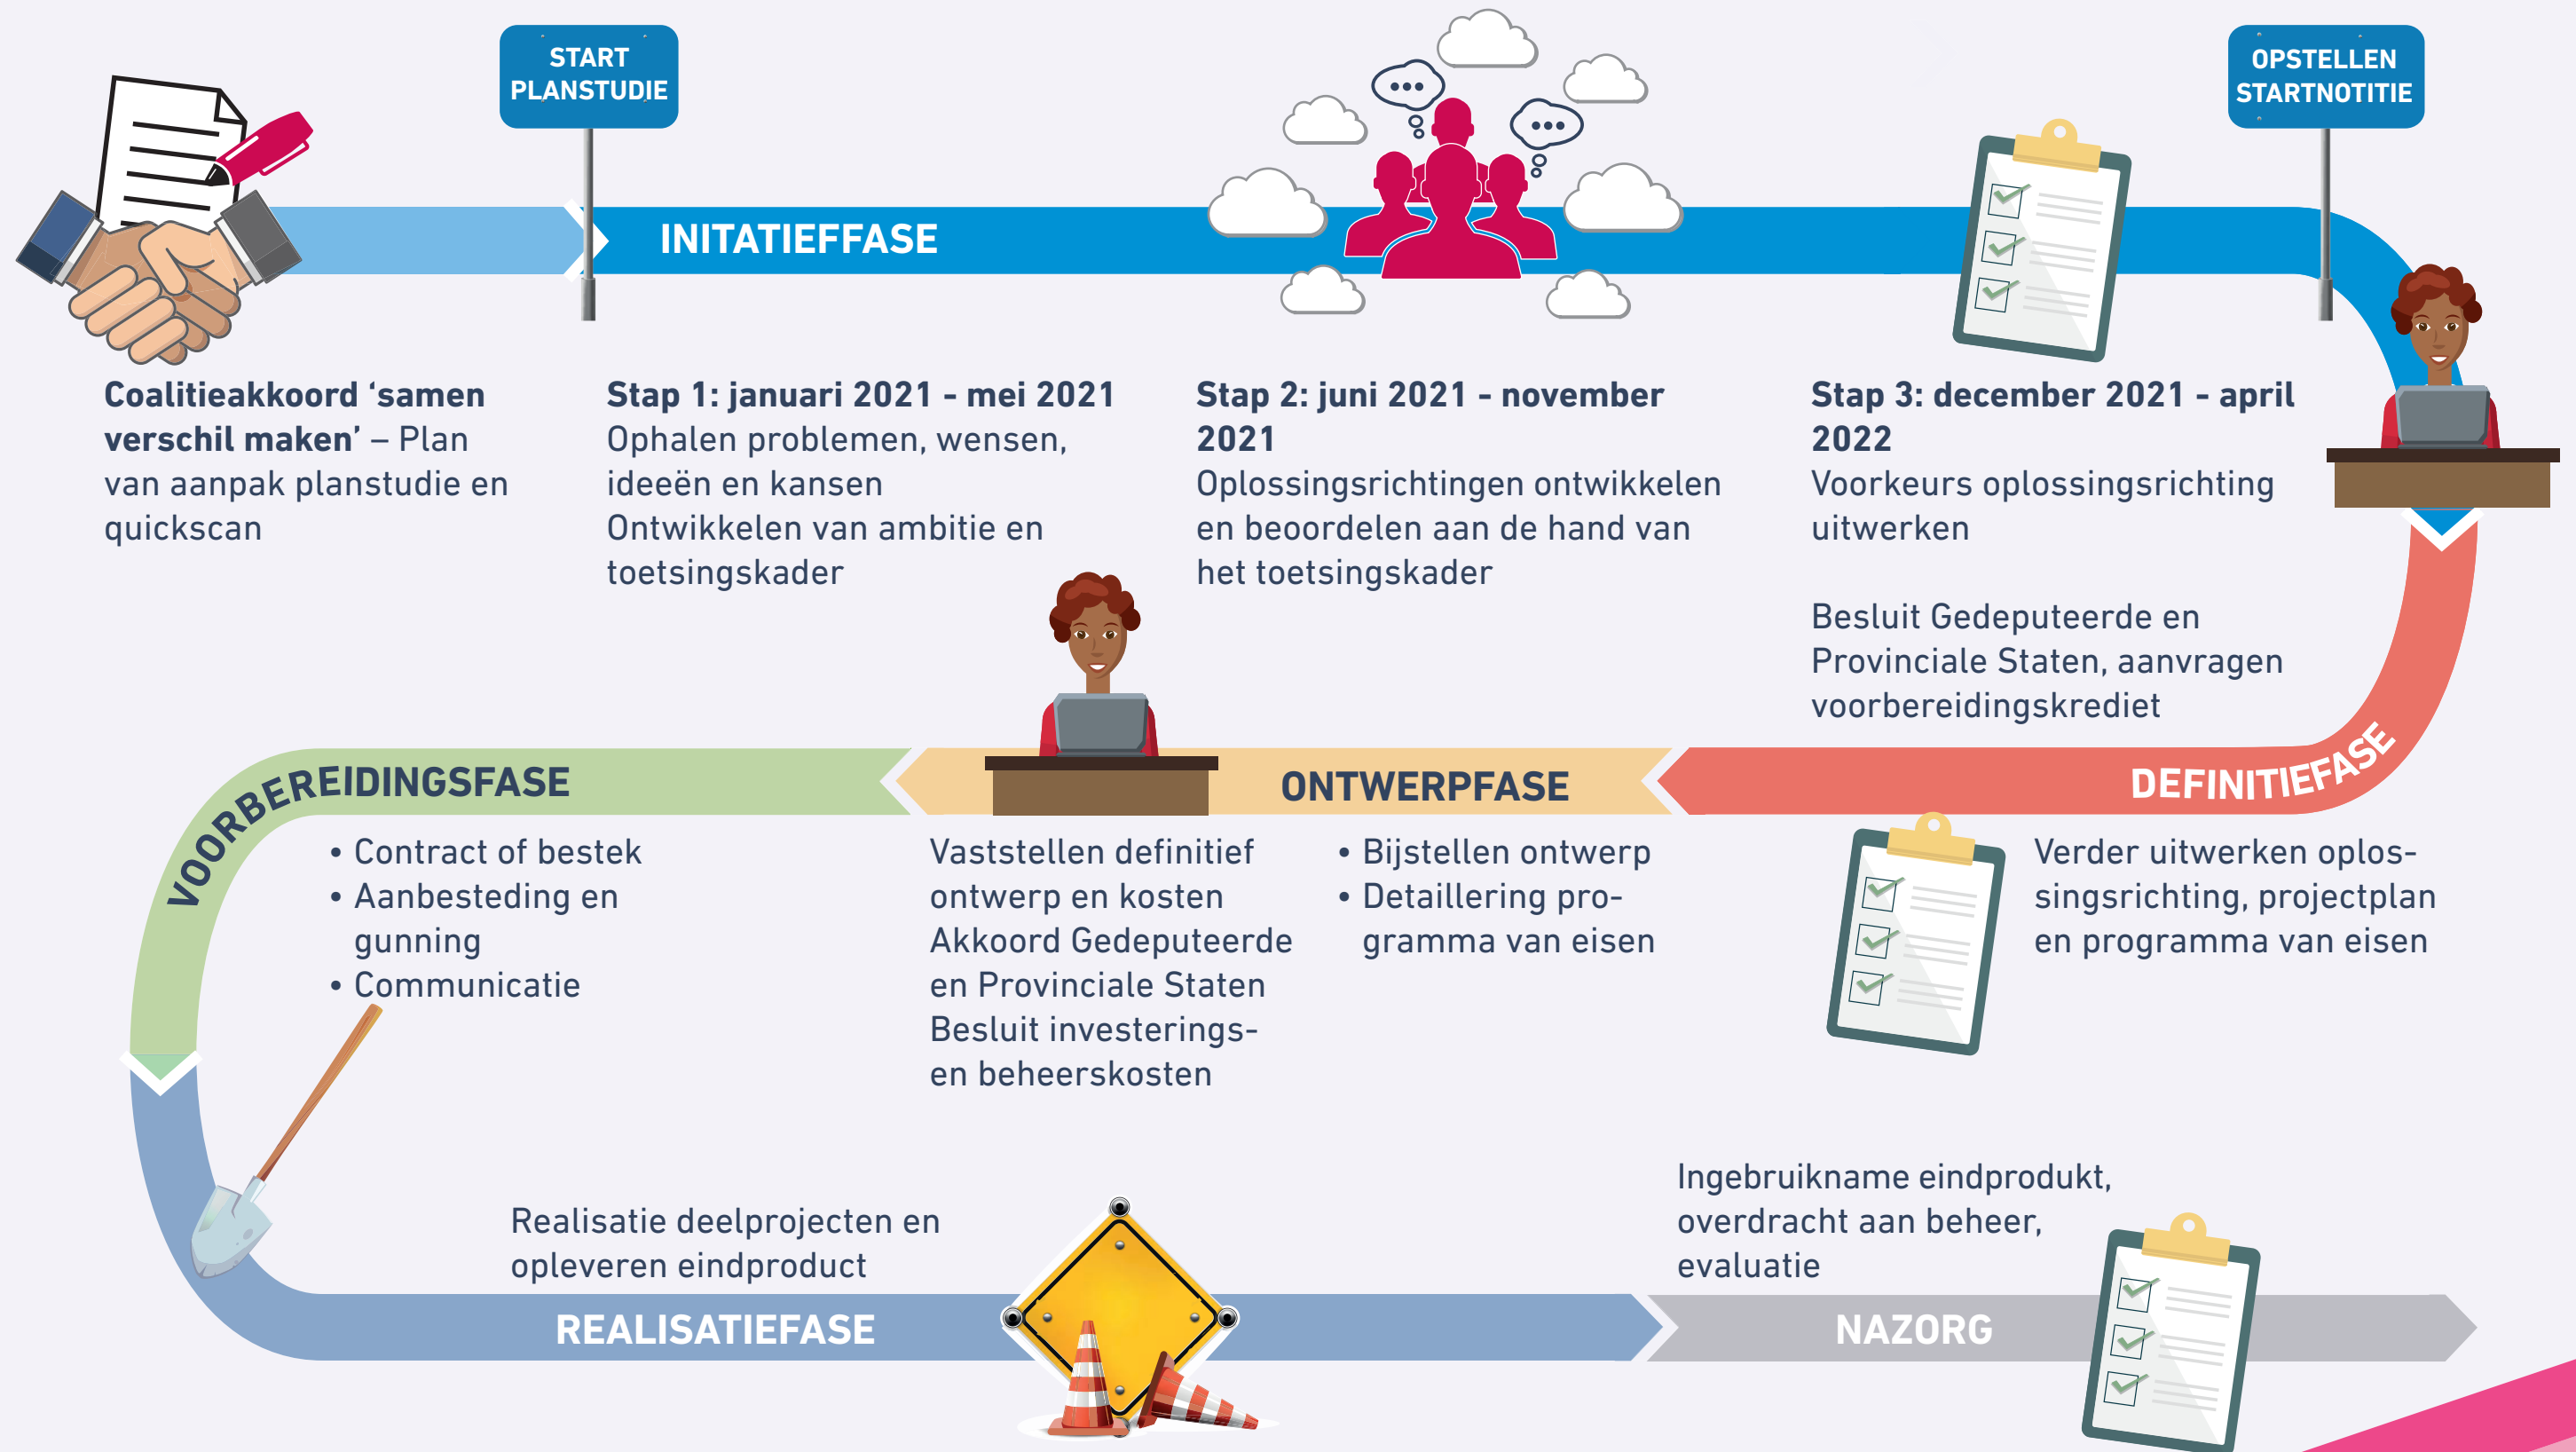 START
PLANSTUDIE
OPSTELLEN
STARTNOTITIE
INITATIEFFASE
Coalitieakkoord ‘samen
verschil maken’ – Plan
van aanpak planstudie en
quickscan
Stap 1: januari 2021 - mei 2021
Ophalen problemen, wensen,
ideeën en kansen
Ontwikkelen van ambitie en
toetsingskader
Stap 2: juni 2021 - november
2021
Oplossingsrichtingen ontwikkelen
en beoordelen aan de hand van
het toetsingskader
Stap 3: december 2021 - april
2022
Voorkeurs oplossingsrichting
uitwerken
Besluit Gedeputeerde en
Provinciale Staten, aanvragen
voorbereidingskrediet
DEFINITIEFASE
Verder uitwerken oplos-
singsrichting, projectplan
en programma van eisen
ONTWERPFASE
• Bijstellen ontwerp
• Detaillering pro-
gramma van eisen
Vaststellen definitief
ontwerp en kosten
Akkoord Gedeputeerde
en Provinciale Staten
Besluit investerings-
en beheerskosten
VOORBEREIDINGSFASE
• Contract of bestek
• Aanbesteding en
gunning
• Communicatie
Realisatie deelprojecten en
opleveren eindproduct
REALISATIEFASE
Ingebruikname eindprodukt,
overdracht aan beheer,
evaluatie
NAZORG